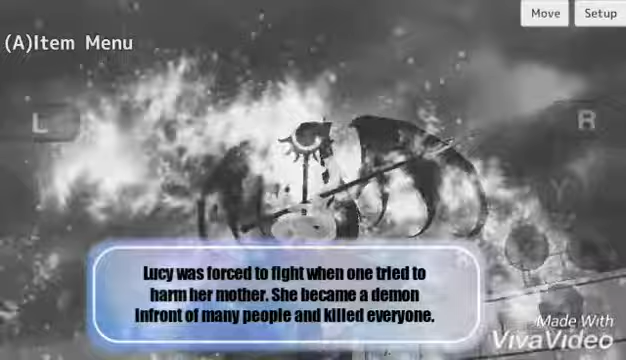 Move Setup
(A)Item Menu
L R
Y
Lucy was forced to fight when one tried to
harm her mother. She became a demon
infront of many people and killed everyone.
Made With
VivaVideo